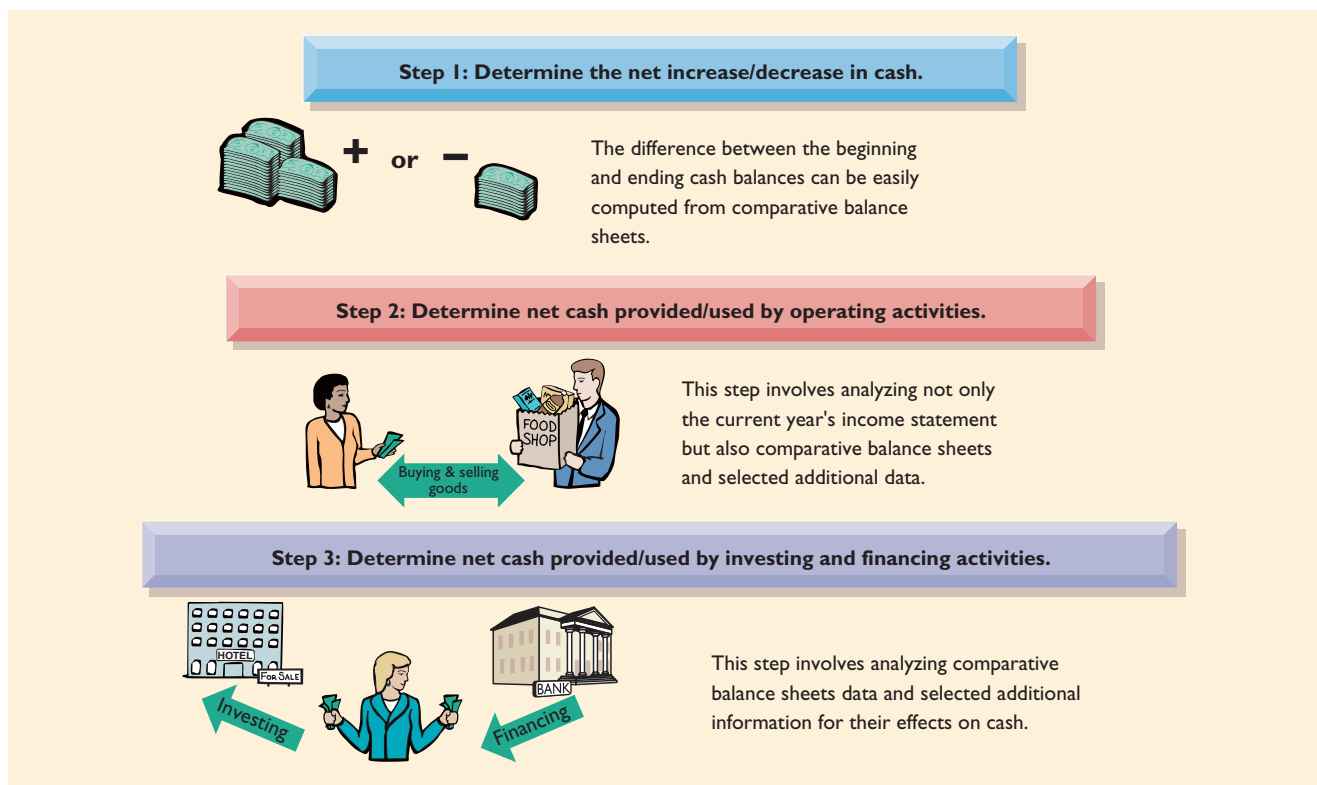 Step 1: Determine the net increase/decrease in cash.
+ or −
The difference between the beginning
and ending cash balances can be easily
computed from comparative balance
sheets.
Step 2: Determine net cash provided/used by operating activities.
FOOD
SHOP
Buying & selling
goods
This step involves analyzing not only
the current year's income statement
but also comparative balance sheets
and selected additional data.
Step 3: Determine net cash provided/used by investing and financing activities.
HOTEL
FOR SALE
BANK
Investing
Financing
This step involves analyzing comparative
balance sheets data and selected additional
information for their effects on cash.